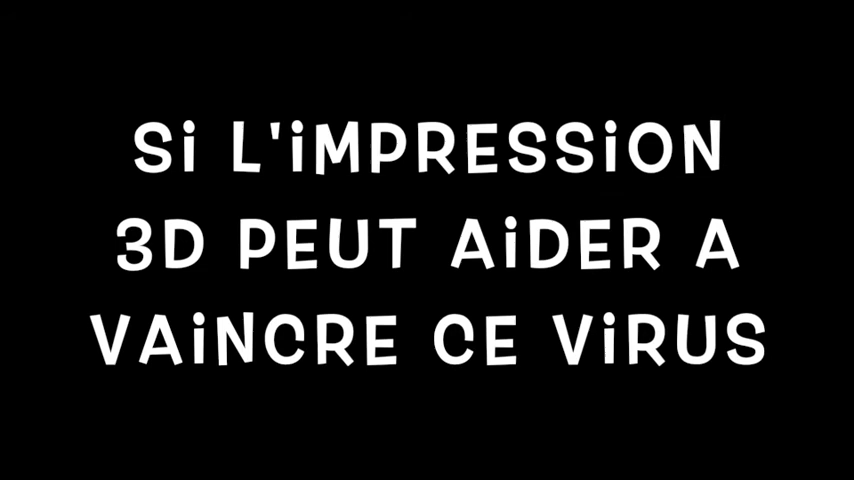 Si L'iMPRESSiON
3D PEUT AiDER A
VAiNCRE CE ViRUS